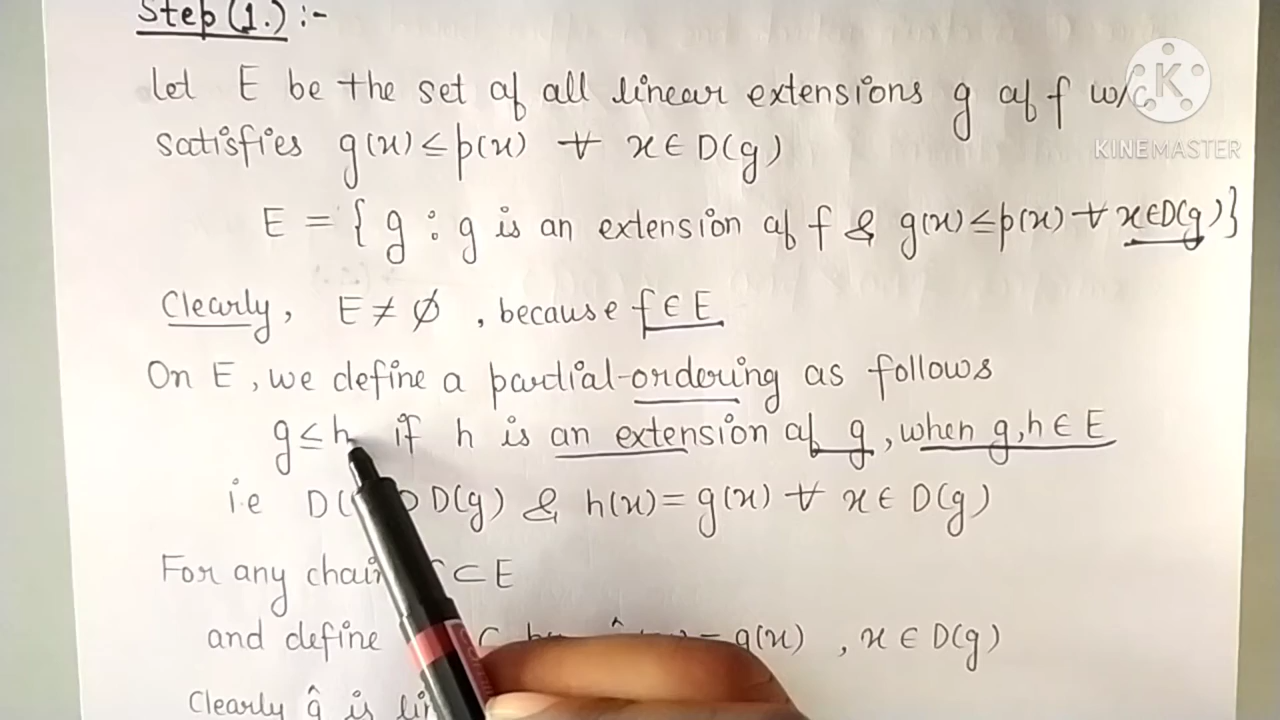 Step (1.) :-
Let E be the set of all linear extensions g of f w/c
K
KINEMASTER
satisfies g(x) ≤ p(x) ∀ x ∈ D(g)
E = { g : g is an extension of f & g(x) ≤ p(x) ∀ x ∈ D(g) }
Clearly, E ≠ ∅ , because f ∈ E
On E, we define a partial-ordering as follows
g ≤ h if h is an extension of g, when g, h ∈ E
i.e D( ⊃ D(g) & h(x) = g(x) ∀ x ∈ D(g)
For any chain ⊂ E
and define g(x) , x ∈ D(g)
Clearly ĝ is